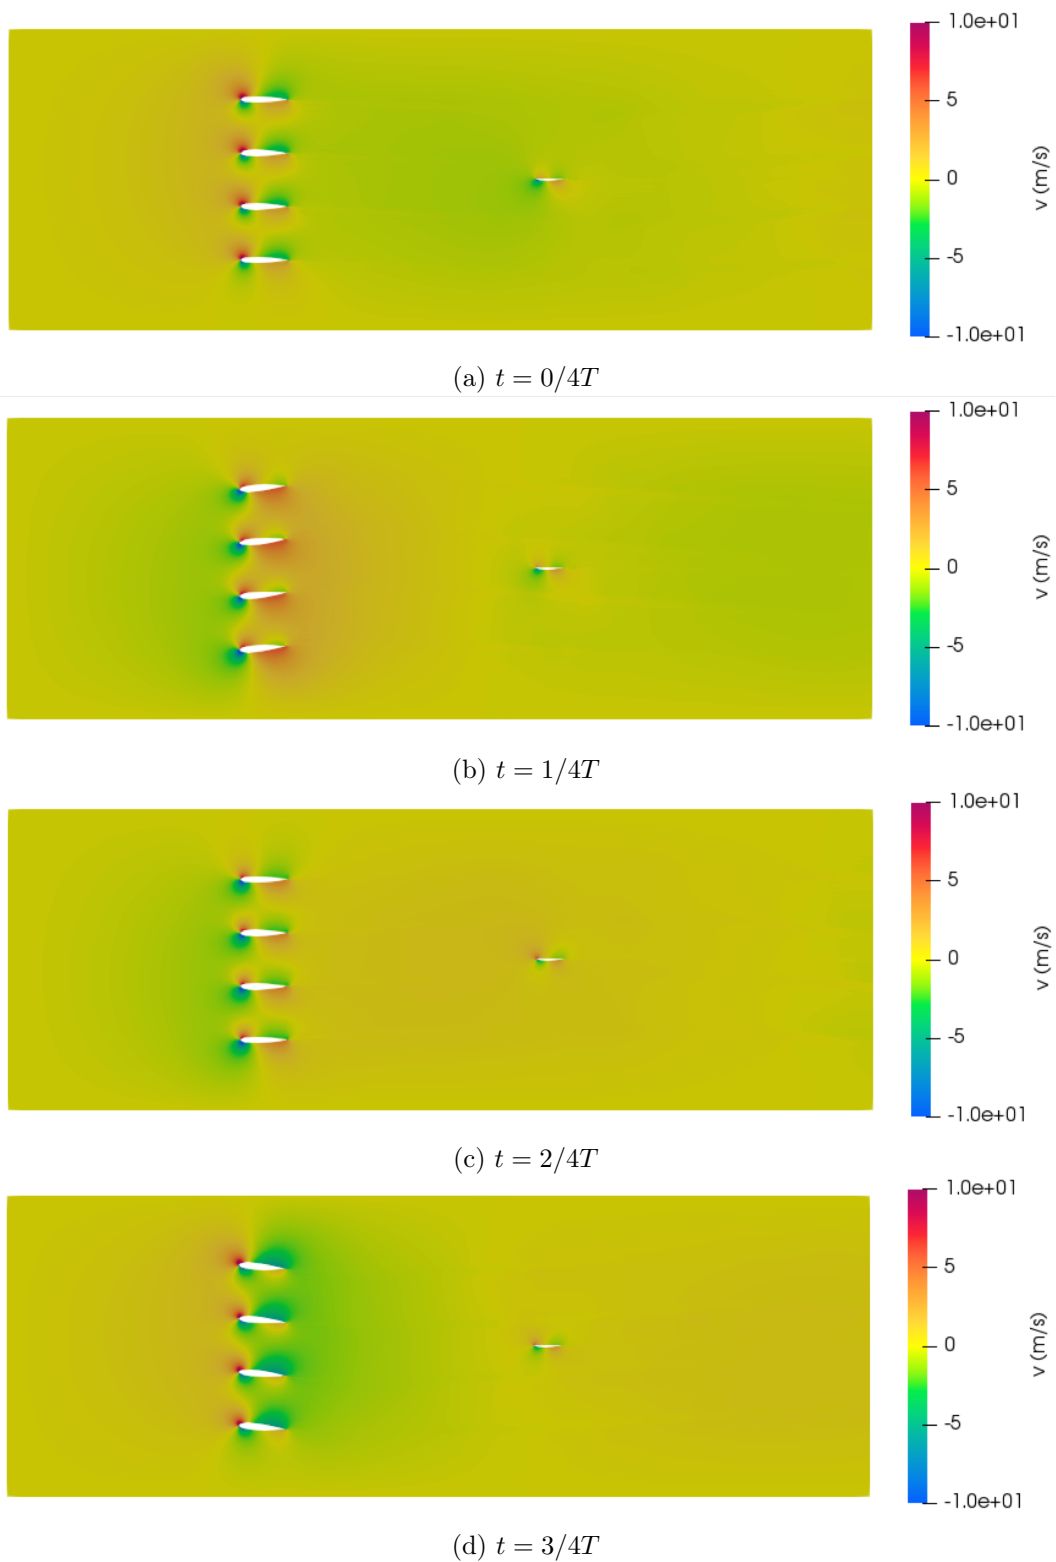 1.0e+01
5
0
-5
-1.0e+01
v (m/s)
(a) t = 0/4T
1.0e+01
5
0
-5
-1.0e+01
v (m/s)
(b) t = 1/4T
1.0e+01
5
0
-5
-1.0e+01
v (m/s)
(c) t = 2/4T
1.0e+01
5
0
-5
-1.0e+01
v (m/s)
(d) t = 3/4T